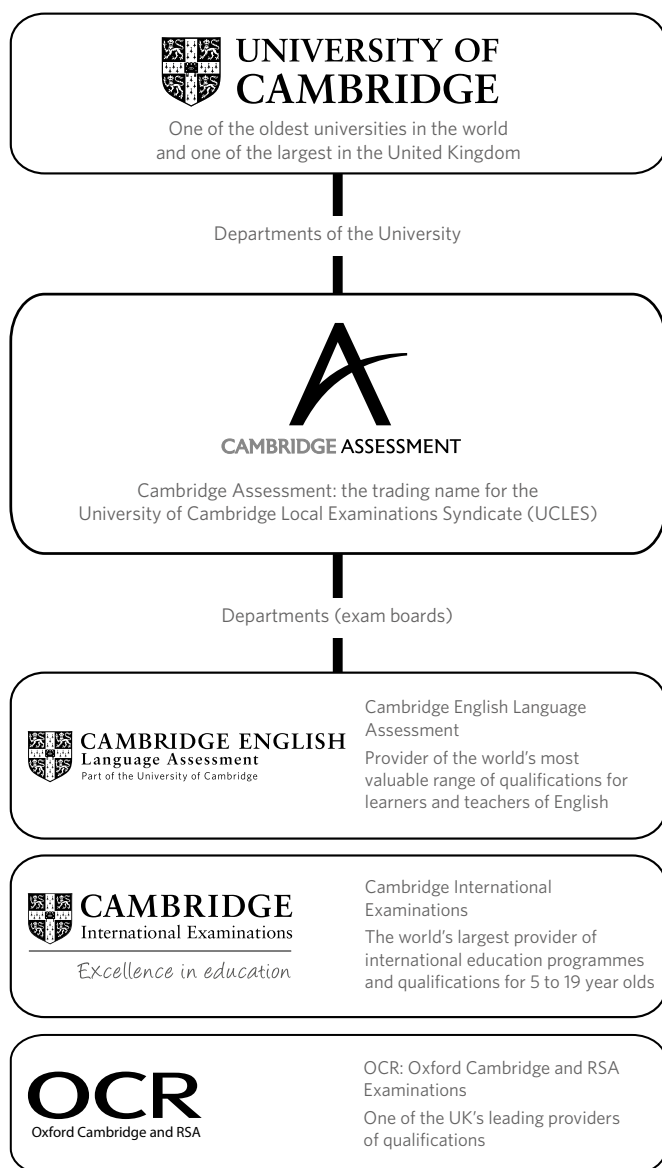 UNIVERSITY OF
CAMBRIDGE
One of the oldest universities in the world
and one of the largest in the United Kingdom
Departments of the University
CAMBRIDGE ASSESSMENT
Cambridge Assessment: the trading name for the
University of Cambridge Local Examinations Syndicate (UCLES)
Departments (exam boards)
CAMBRIDGE ENGLISH
Language Assessment
Part of the University of Cambridge
Cambridge English Language
Assessment
Provider of the world’s most
valuable range of qualifications for
learners and teachers of English
CAMBRIDGE
International Examinations
Excellence in education
Cambridge International
Examinations
The world’s largest provider of
international education programmes
and qualifications for 5 to 19 year olds
OCR
Oxford Cambridge and RSA
OCR: Oxford Cambridge and RSA
Examinations
One of the UK’s leading providers
of qualifications